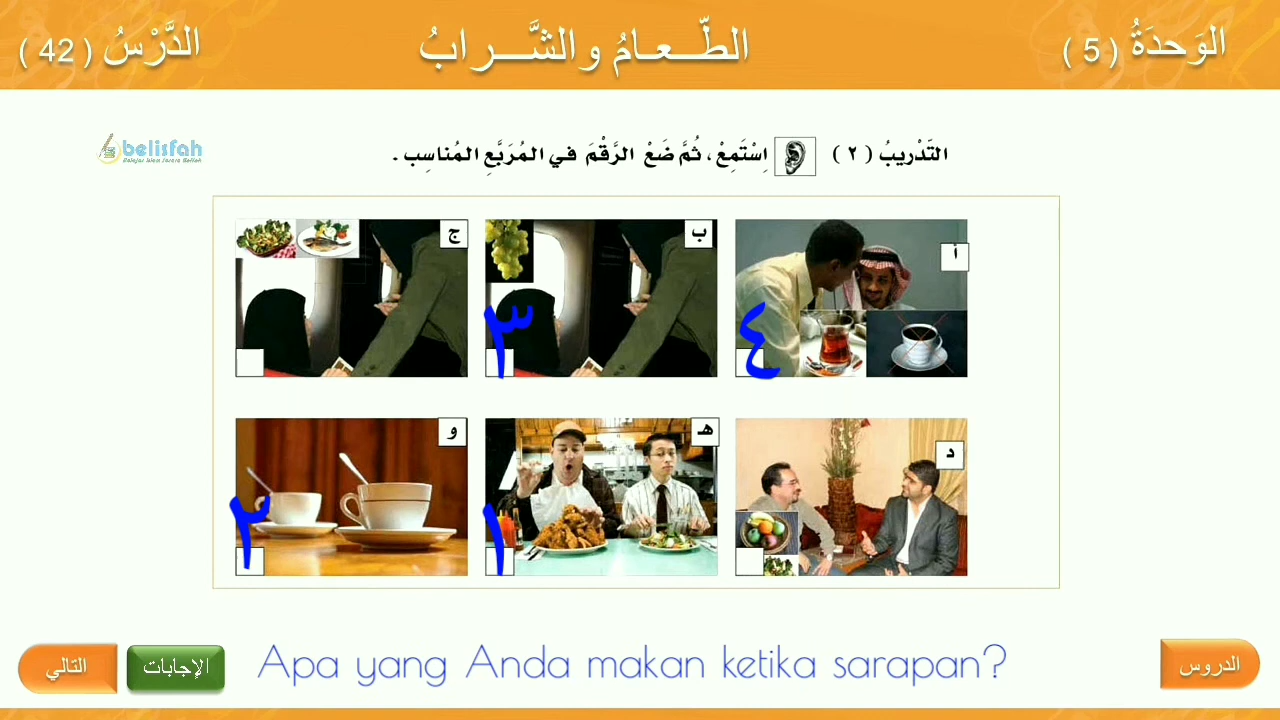 الوَحدَةُ ( 5 )
الطّعامُ والشَّرابُ
الدَّرْسُ ( 42 )
belisfah
التَّدْريبُ ( ٢ ) اِسْتَمِعْ ، ثُمَّ ضَعْ الرَّقْمَ في المُرَبَّعِ المُناسِب .
أ
ب
ج
٤
٣
د
هـ
و
١
٢
Apa yang Anda makan ketika sarapan?
الدروس
الإجابات
التالي